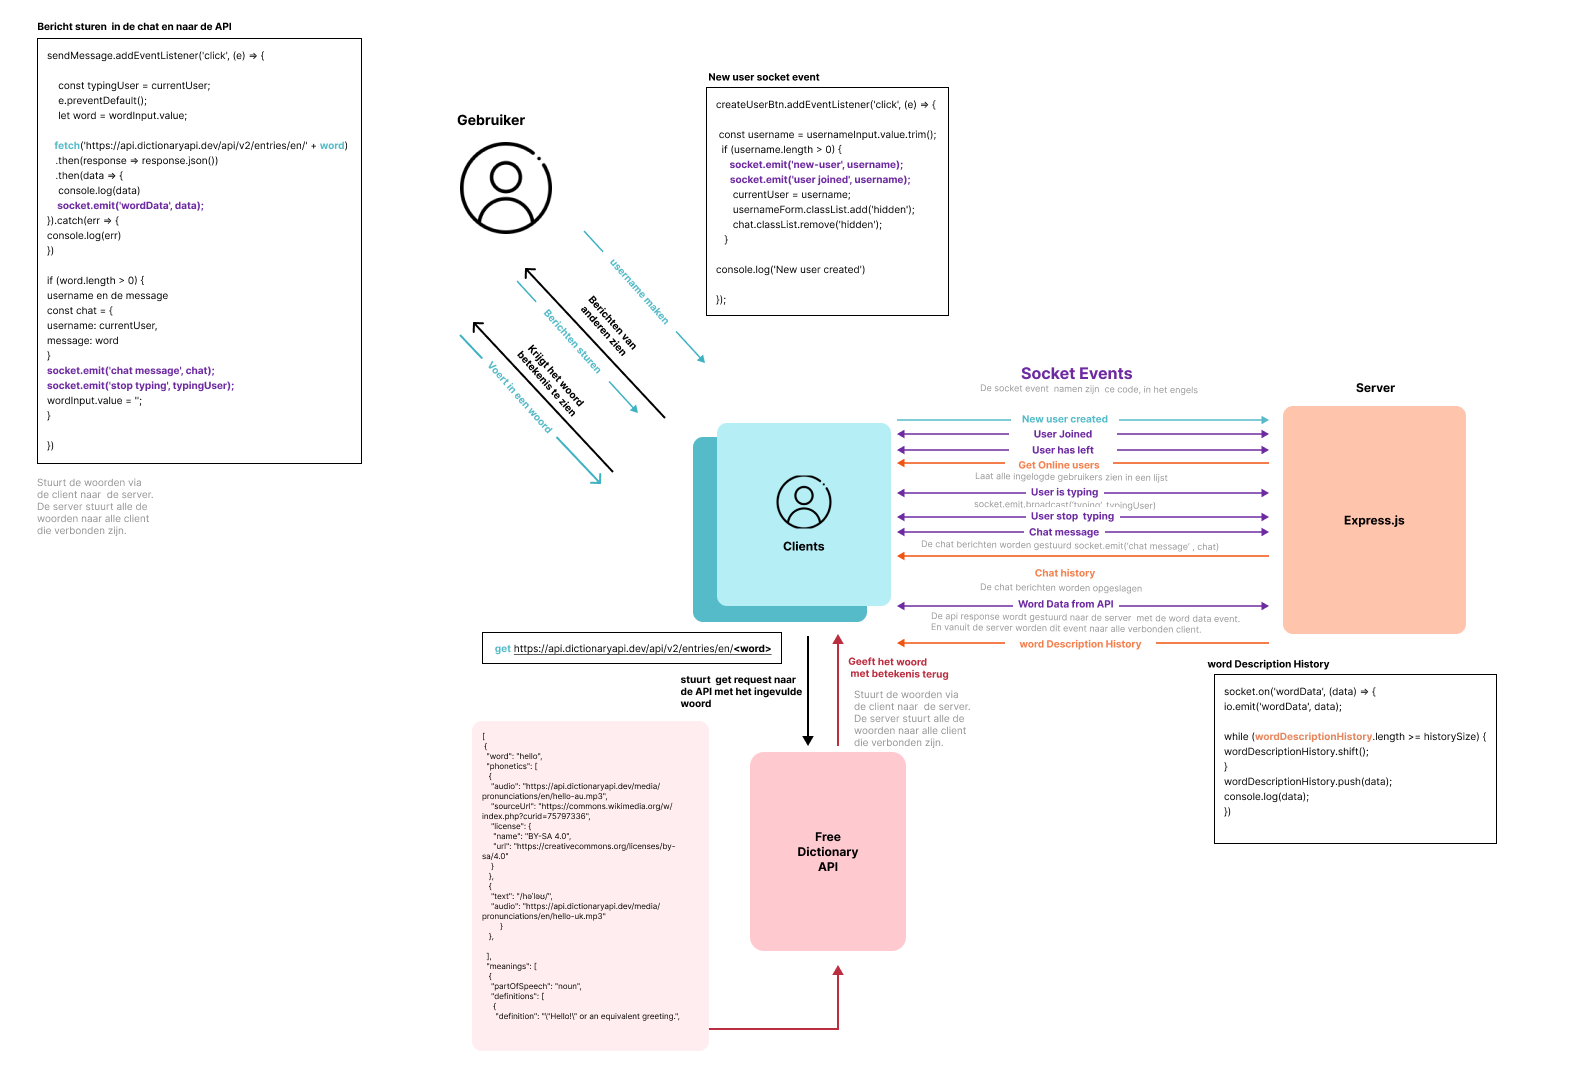 Bericht sturen in de chat en naar de API
sendMessage.addEventListener('click', (e) => {
const typingUser = currentUser;
e.preventDefault();
let word = wordInput.value;
fetch('https://api.dictionaryapi.dev/api/v2/entries/en/' + word)
.then(response => response.json())
.then(data => {
console.log(data)
socket.emit('wordData', data);
}).catch(err => {
console.log(err)
})
if (word.length > 0) {
username en de message
const chat = {
username: currentUser,
message: word
}
socket.emit('chat message', chat);
socket.emit('stop typing', typingUser);
wordInput.value = '';
}
})
Stuurt de woorden via
de client naar de server.
De server stuurt alle de
woorden naar alle client
die verbonden zijn.
Gebruiker
username maken
Berichten van
anderen zien
Berichten sturen
Krijgt het woord
betekenis te zien
Voert in een woord
New user socket event
createUserBtn.addEventListener('click', (e) => {
const username = usernameInput.value.trim();
if (username.length > 0) {
socket.emit('new-user', username);
socket.emit('user joined', username);
currentUser = username;
usernameForm.classList.add('hidden');
chat.classList.remove('hidden');
}
console.log('New user created')
});
Clients
Socket Events
De socket event namen zijn ce code, in het engels
New user created
User Joined
User has left
Get Online users
Laat alle ingelogde gebruikers zien in een lijst
User is typing
socket.emit.broadcast('typing' typingUser)
User stop typing
Chat message
De chat berichten worden gestuurd socket.emit('chat message' , chat)
Chat history
De chat berichten worden opgeslagen
Word Data from API
De api response wordt gestuurd naar de server met de word data event.
En vanuit de server worden dit event naar alle verbonden client.
word Description History
Server
Express.js
get https://api.dictionaryapi.dev/api/v2/entries/en/<word>
stuurt get request naar
de API met het ingevulde
woord
Geeft het woord
met betekenis terug
Stuurt de woorden via
de client naar de server.
De server stuurt alle de
woorden naar alle client
die verbonden zijn.
Free
Dictionary
API
[
{
"word": "hello",
"phonetics": [
{
"audio": "https://api.dictionaryapi.dev/media/
pronunciations/en/hello-au.mp3",
"sourceUrl": "https://commons.wikimedia.org/w/
index.php?curid=75797336",
"license": {
"name": "BY-SA 4.0",
"url": "https://creativecommons.org/licenses/by-
sa/4.0"
}
},
{
"text": "/həˈləʊ/",
"audio": "https://api.dictionaryapi.dev/media/
pronunciations/en/hello-uk.mp3"
}
},
],
"meanings": [
{
"partOfSpeech": "noun",
"definitions": [
{
"definition": "\"Hello!\" or an equivalent greeting.",
word Description History
socket.on('wordData', (data) => {
io.emit('wordData', data);
while (wordDescriptionHistory.length >= historySize) {
wordDescriptionHistory.shift();
}
wordDescriptionHistory.push(data);
console.log(data);
})